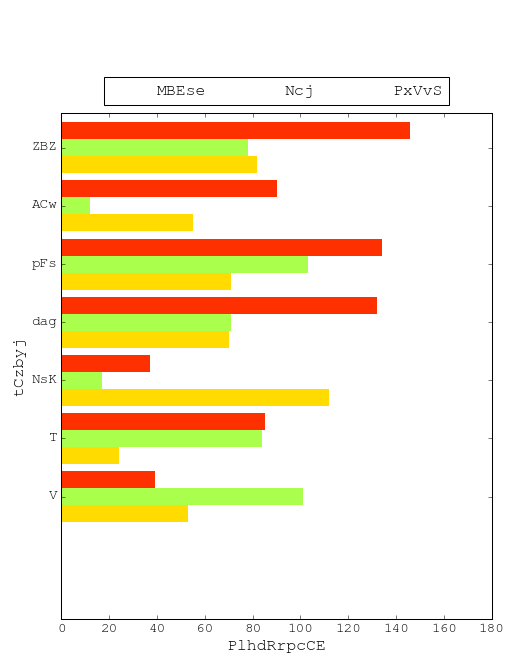 MBEse Ncj PxVvS
ZBZ
ACw
pFs
dag
NsK
T
V
tCzbyj
0 20 40 60 80 100 120 140 160 180
PlhdRrpcCE